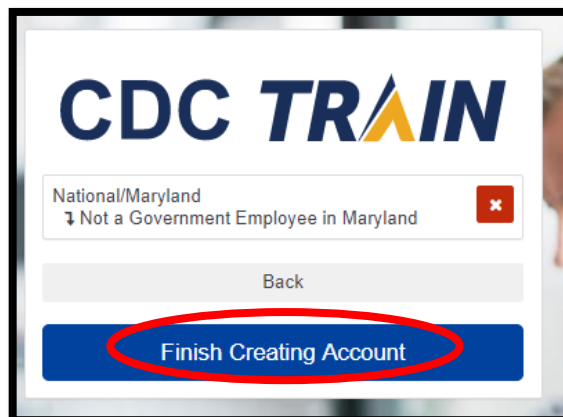 CDC TRAIN
National/Maryland
↴ Not a Government Employee in Maryland
Back
Finish Creating Account